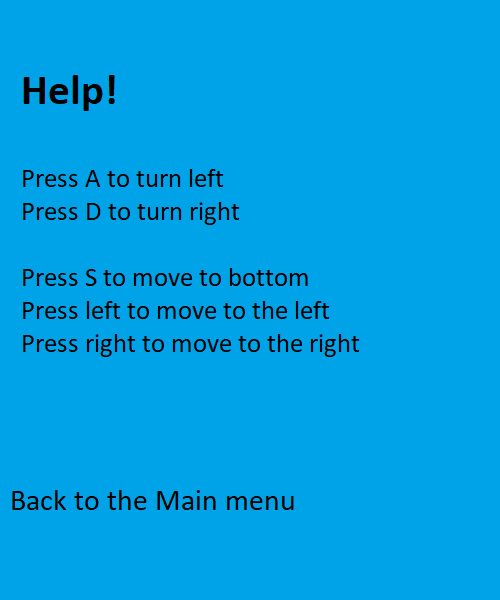 Help!
Press A to turn left
Press D to turn right
Press S to move to bottom
Press left to move to the left
Press right to move to the right
Back to the Main menu